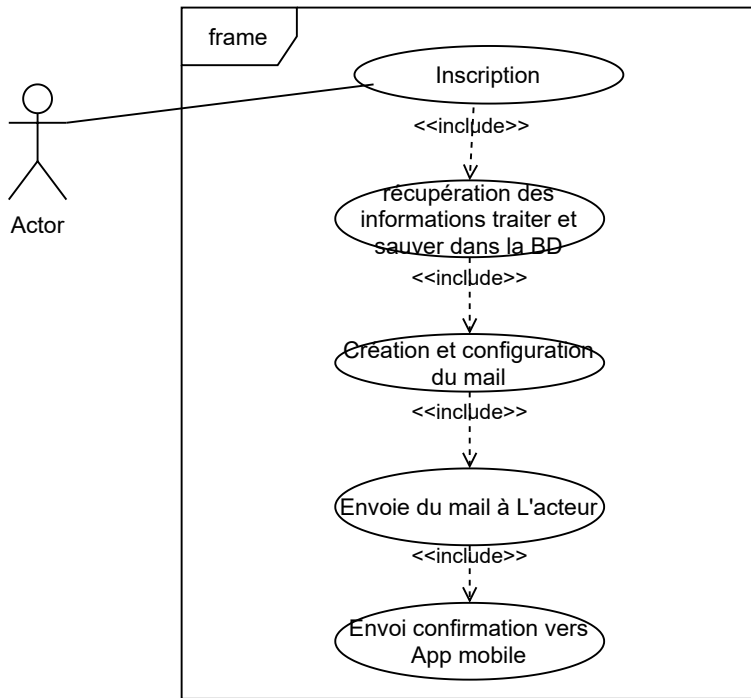 frame
Inscription
<<include>>
Actor
récupération des
informations traiter et
sauver dans la BD
<<include>>
Création et configuration
du mail
<<include>>
Envoie du mail à L'acteur
<<include>>
Envoi confirmation vers
App mobile